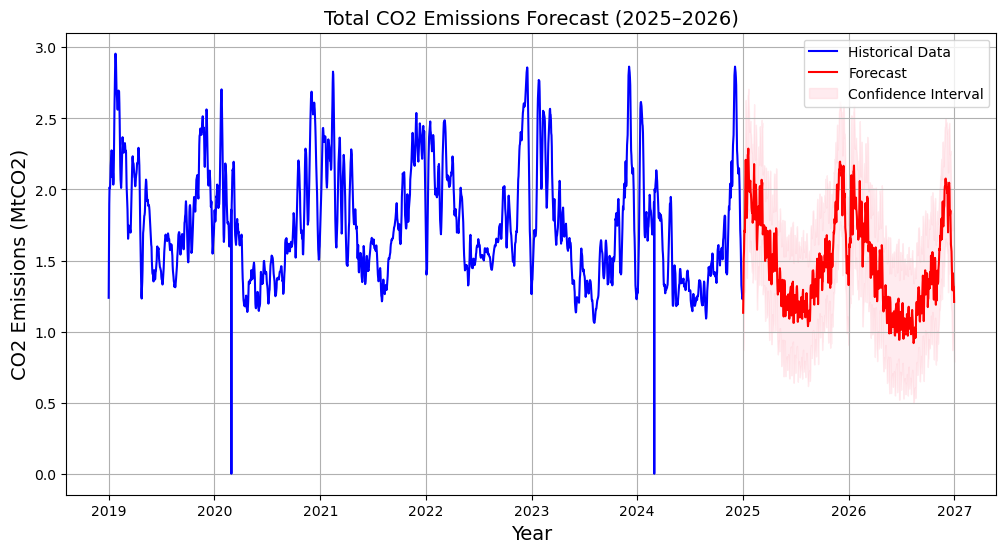 Total CO2 Emissions Forecast (2025–2026)
Historical Data
Forecast
Confidence Interval
CO2 Emissions (MtCO2)
3.0
2.5
2.0
1.5
1.0
0.5
0.0
2019 2020 2021 2022 2023 2024 2025 2026 2027
Year